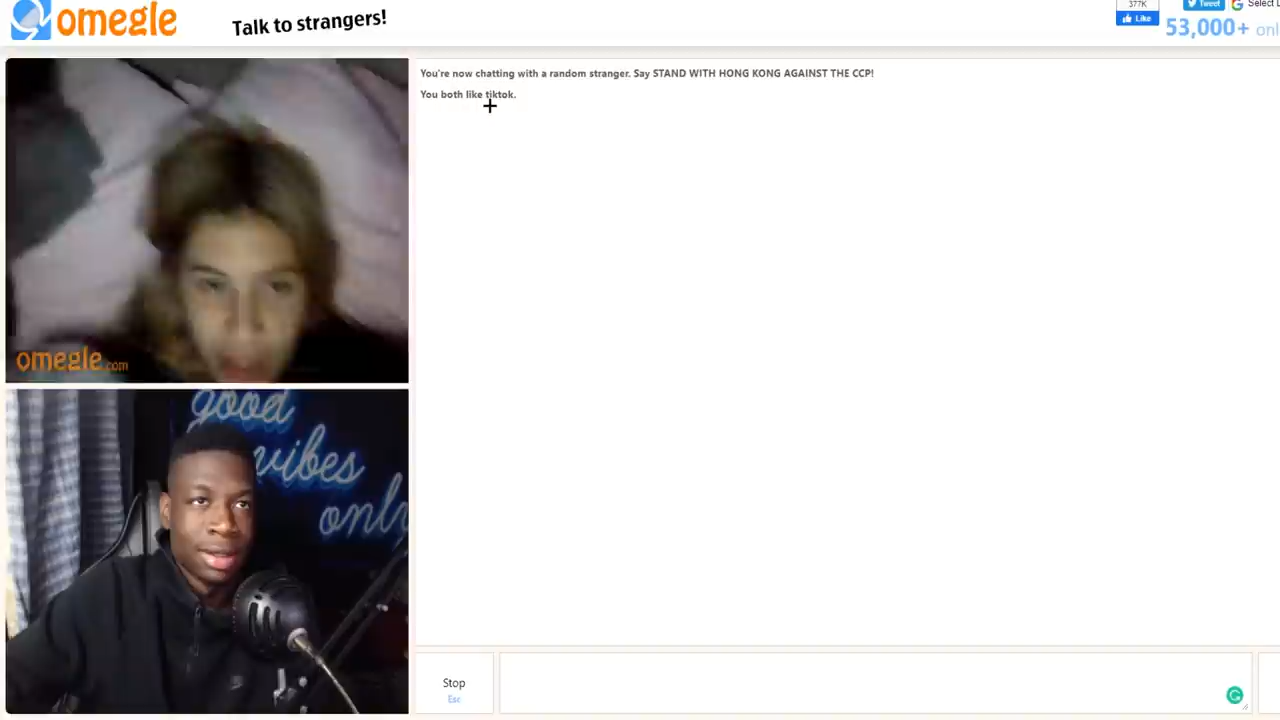 omegle
Talk to strangers!
377K
Like
Tweet
Select
53,000+ onl
You're now chatting with a random stranger. Say STAND WITH HONG KONG AGAINST THE CCP!
You both like tiktok.
omegle.com
good
vibes
only
Stop
Esc